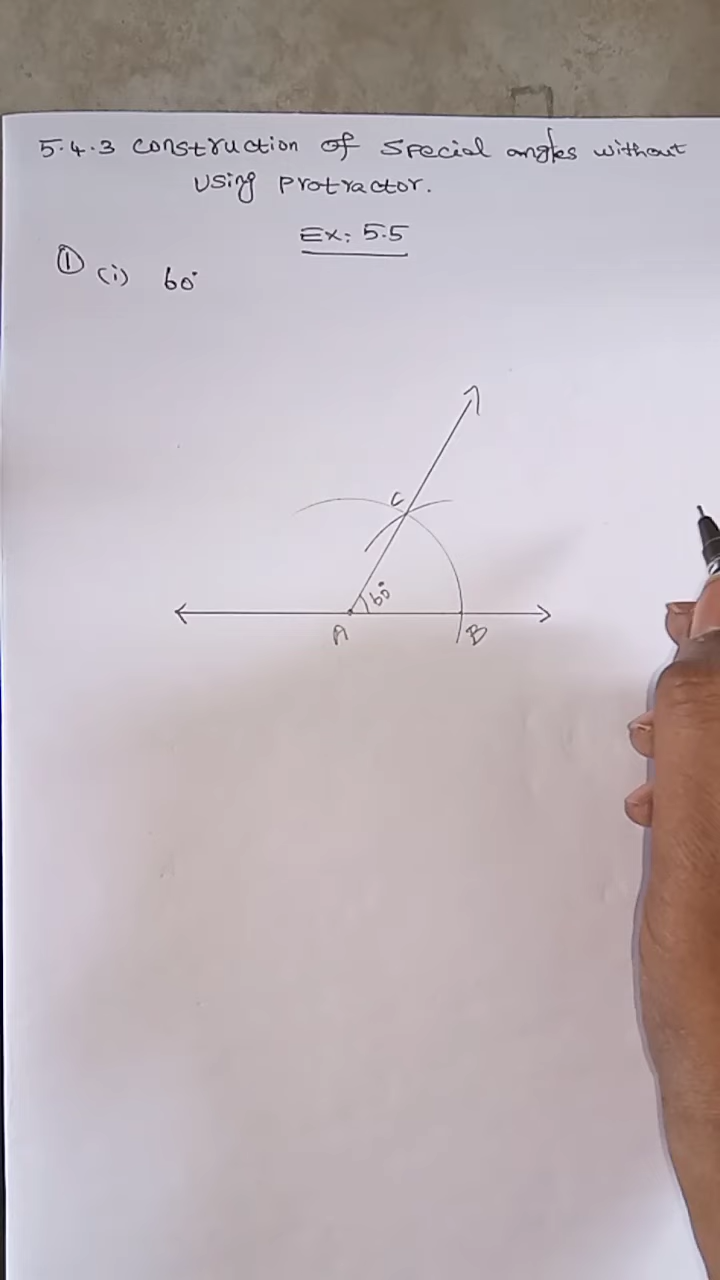 5.4.3 Construction of Special angles without
using Protractor.
Ex: 5.5
① (i) 60°
C
60°
A
B